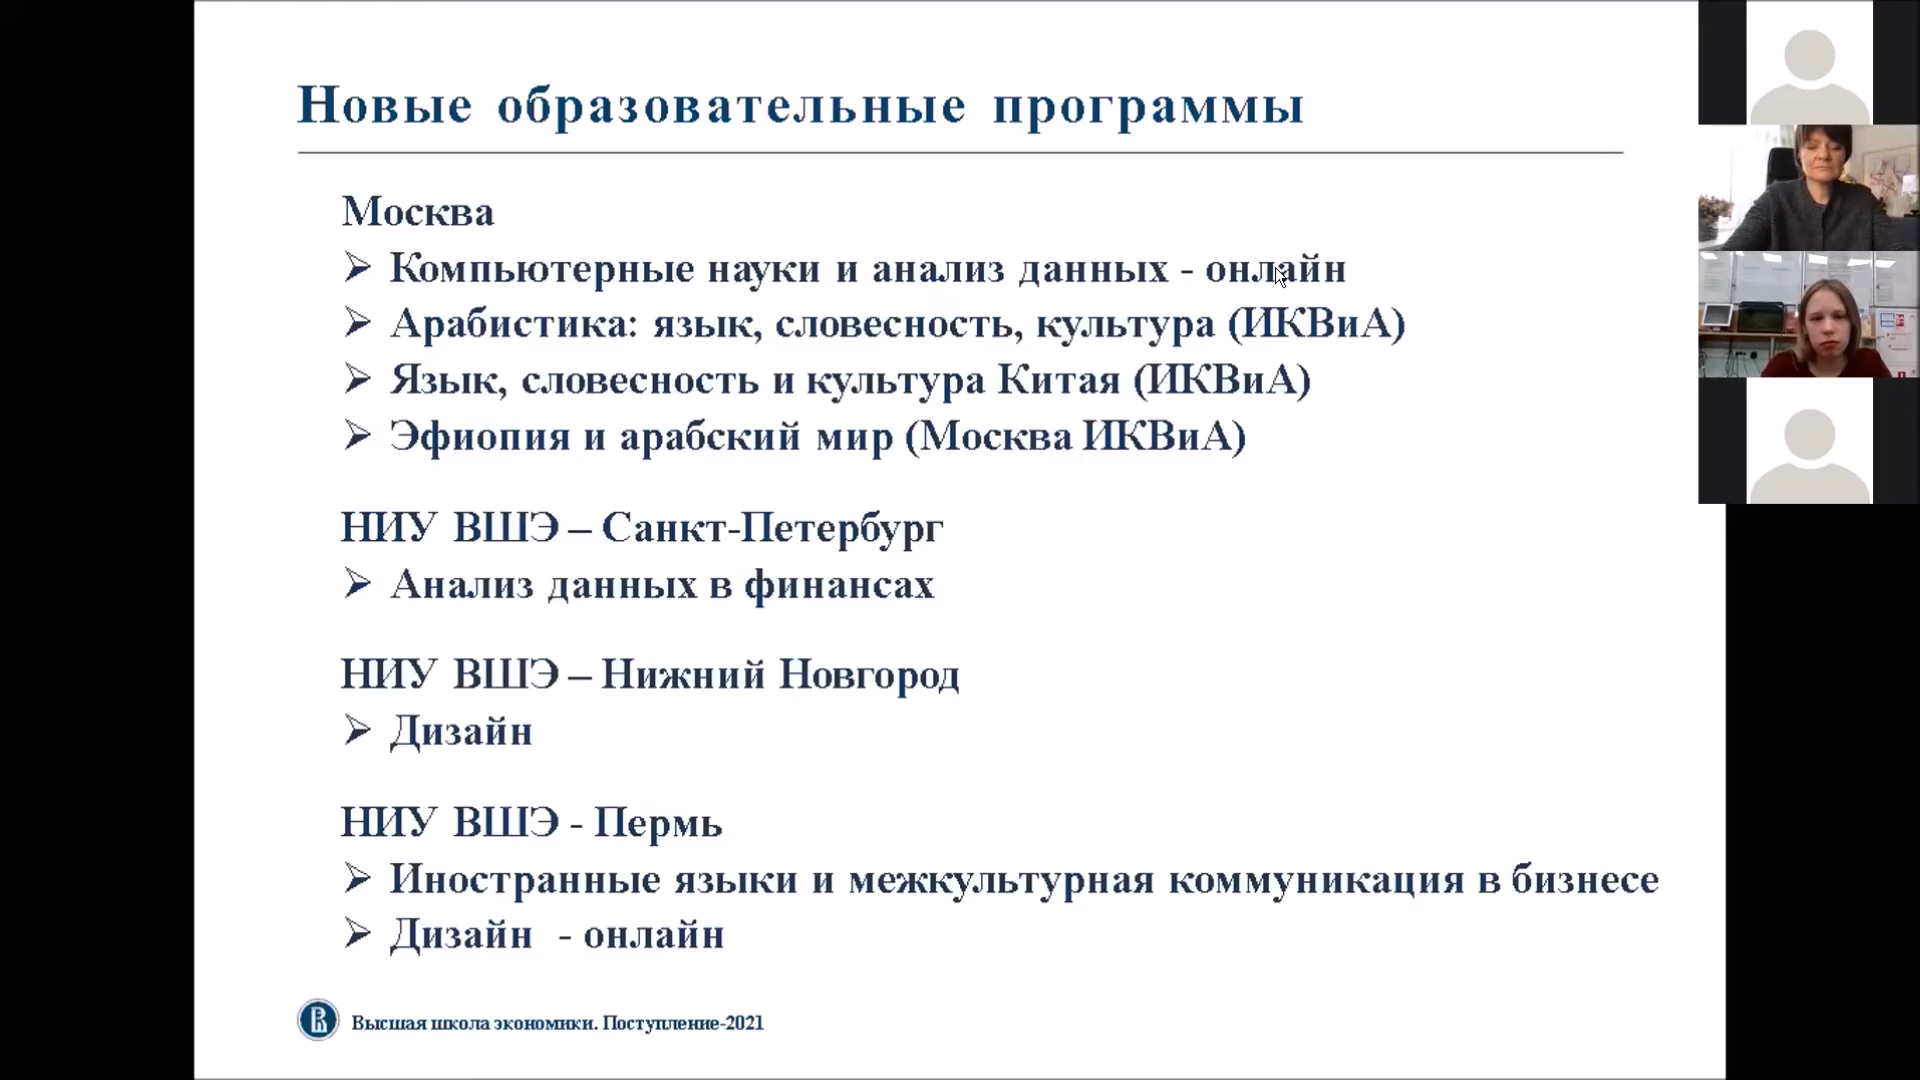 Новые образовательные программы
Москва
➢ Компьютерные науки и анализ данных - онлайн
➢ Арабистика: язык, словесность, культура (ИКВиА)
➢ Язык, словесность и культура Китая (ИКВиА)
➢ Эфиопия и арабский мир (Москва ИКВиА)
НИУ ВШЭ – Санкт-Петербург
➢ Анализ данных в финансах
НИУ ВШЭ – Нижний Новгород
➢ Дизайн
НИУ ВШЭ - Пермь
➢ Иностранные языки и межкультурная коммуникация в бизнесе
➢ Дизайн - онлайн
Высшая школа экономики. Поступление-2021